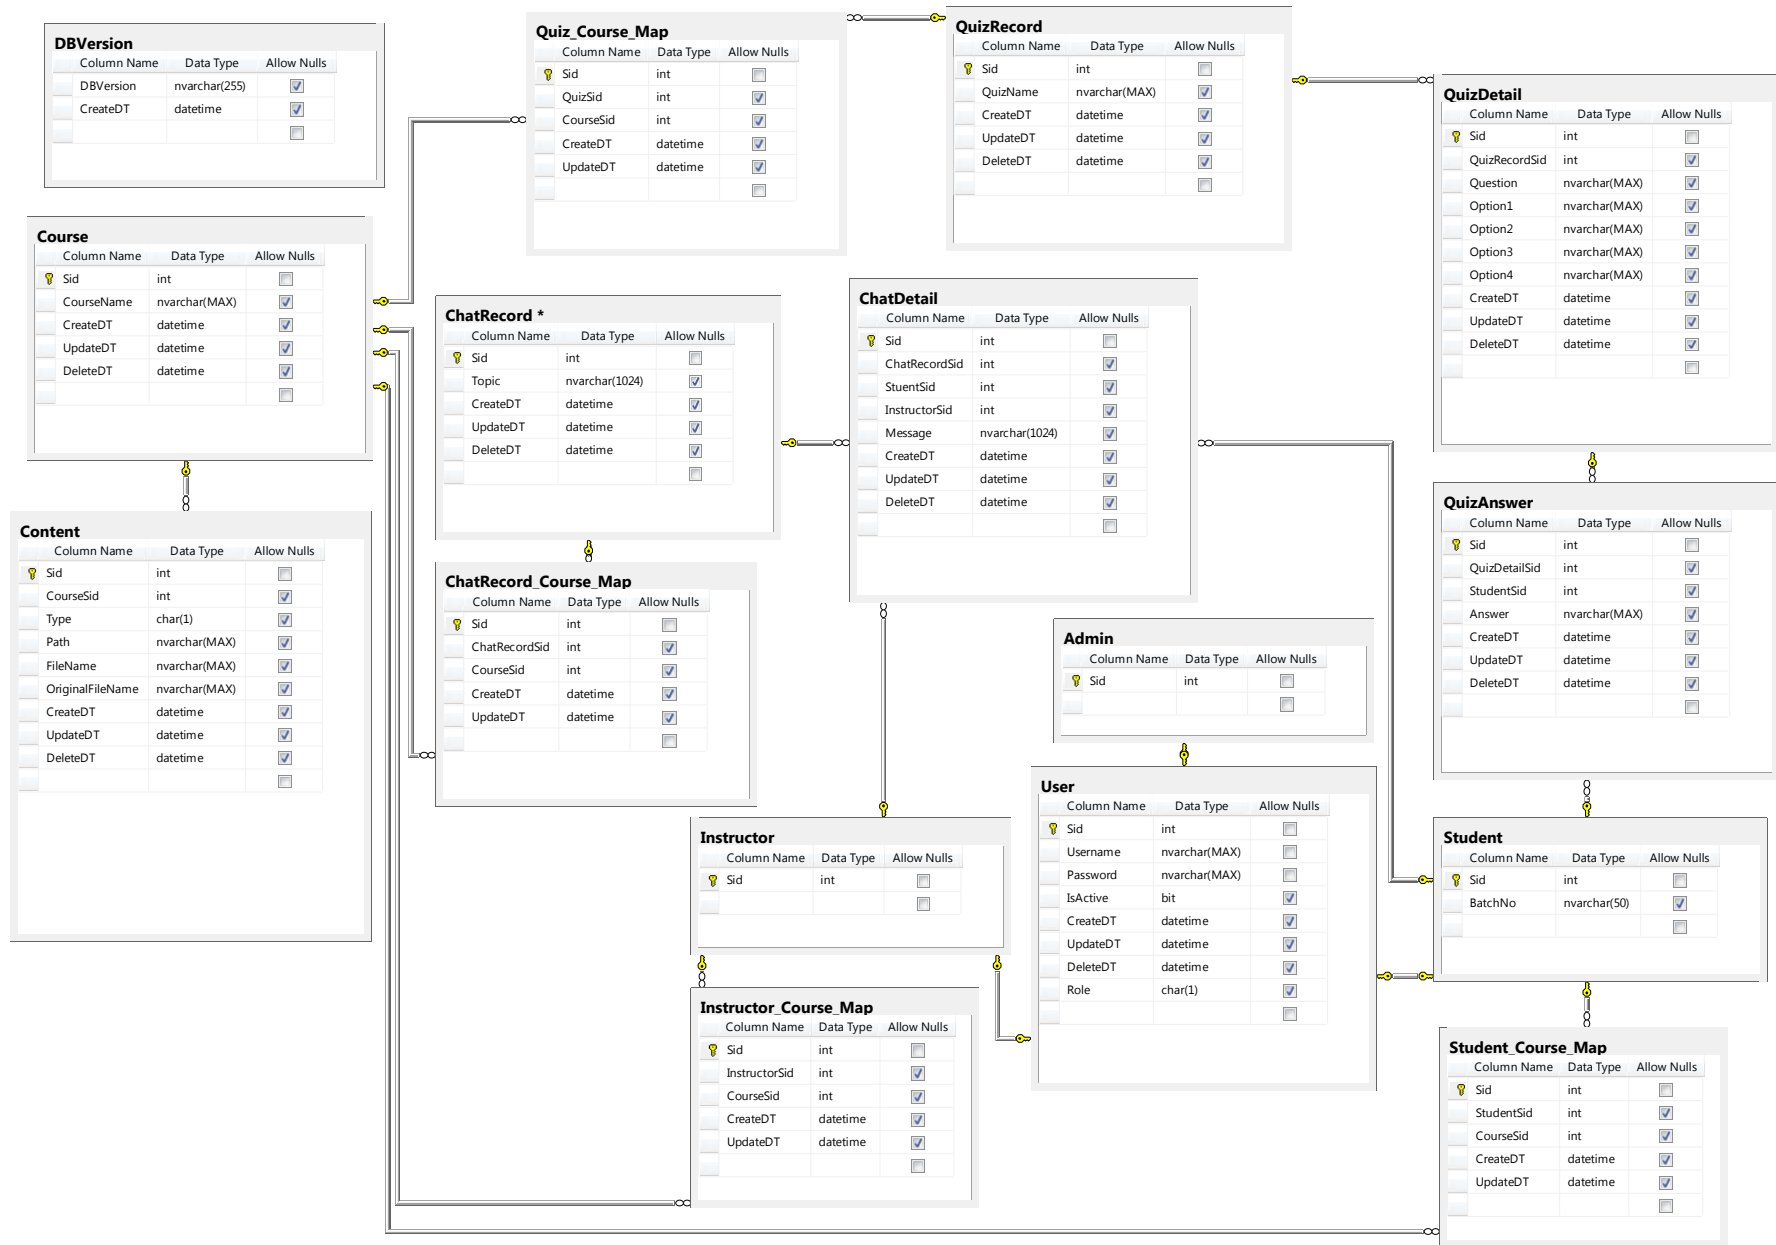 DBVersion
Column Name Data Type Allow Nulls
DBVersion nvarchar(255)
CreateDT datetime
Quiz_Course_Map
Column Name Data Type Allow Nulls
Sid int
QuizSid int
CourseSid int
CreateDT datetime
UpdateDT datetime
QuizRecord
Column Name Data Type Allow Nulls
Sid int
QuizName nvarchar(MAX)
CreateDT datetime
UpdateDT datetime
DeleteDT datetime
QuizDetail
Column Name Data Type Allow Nulls
Sid int
QuizRecordSid int
Question nvarchar(MAX)
Option1 nvarchar(MAX)
Option2 nvarchar(MAX)
Option3 nvarchar(MAX)
Option4 nvarchar(MAX)
CreateDT datetime
UpdateDT datetime
DeleteDT datetime
Course
Column Name Data Type Allow Nulls
Sid int
CourseName nvarchar(MAX)
CreateDT datetime
UpdateDT datetime
DeleteDT datetime
ChatRecord *
Column Name Data Type Allow Nulls
Sid int
Topic nvarchar(1024)
CreateDT datetime
UpdateDT datetime
DeleteDT datetime
ChatDetail
Column Name Data Type Allow Nulls
Sid int
ChatRecordSid int
StuentSid int
InstructorSid int
Message nvarchar(1024)
CreateDT datetime
UpdateDT datetime
DeleteDT datetime
QuizAnswer
Column Name Data Type Allow Nulls
Sid int
QuizDetailSid int
StudentSid int
Answer nvarchar(MAX)
CreateDT datetime
UpdateDT datetime
DeleteDT datetime
Content
Column Name Data Type Allow Nulls
Sid int
CourseSid int
Type char(1)
Path nvarchar(MAX)
FileName nvarchar(MAX)
OriginalFileName nvarchar(MAX)
CreateDT datetime
UpdateDT datetime
DeleteDT datetime
ChatRecord_Course_Map
Column Name Data Type Allow Nulls
Sid int
ChatRecordSid int
CourseSid int
CreateDT datetime
UpdateDT datetime
Admin
Column Name Data Type Allow Nulls
Sid int
User
Column Name Data Type Allow Nulls
Sid int
Username nvarchar(MAX)
Password nvarchar(MAX)
IsActive bit
CreateDT datetime
UpdateDT datetime
DeleteDT datetime
Role char(1)
Instructor
Column Name Data Type Allow Nulls
Sid int
Student
Column Name Data Type Allow Nulls
Sid int
BatchNo nvarchar(50)
Instructor_Course_Map
Column Name Data Type Allow Nulls
Sid int
InstructorSid int
CourseSid int
CreateDT datetime
UpdateDT datetime
Student_Course_Map
Column Name Data Type Allow Nulls
Sid int
StudentSid int
CourseSid int
CreateDT datetime
UpdateDT datetime